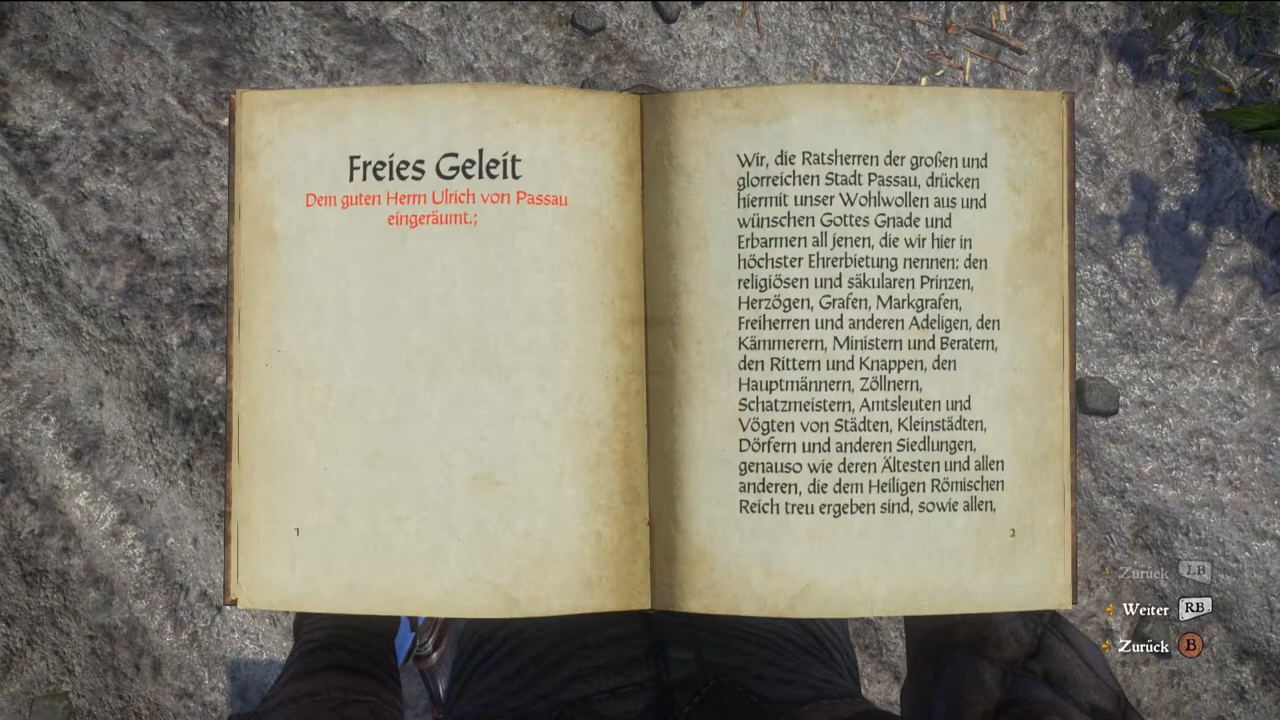 Freies Geleit
Dem guten Herrn Ulrich von Passau
eingeräumt.;
1
Wir, die Ratsherren der großen und
glorreichen Stadt Passau, drücken
hiermit unser Wohlwollen aus und
wünschen Gottes Gnade und
Erbarmen all jenen, die wir hier in
höchster Ehrerbietung nennen: den
religiösen und säkularen Prinzen,
Herzögen, Grafen, Markgrafen,
Freiherren und anderen Adeligen, den
Kämmerern, Ministern und Beratern,
den Rittern und Knappen, den
Hauptmännern, Zöllnern,
Schatzmeistern, Amtsleuten und
Vögten von Städten, Kleinstädten,
Dörfern und anderen Siedlungen,
genauso wie deren Ältesten und allen
anderen, die dem Heiligen Römischen
Reich treu ergeben sind, sowie allen,
2
Zurück LB
Weiter RB
Zurück B